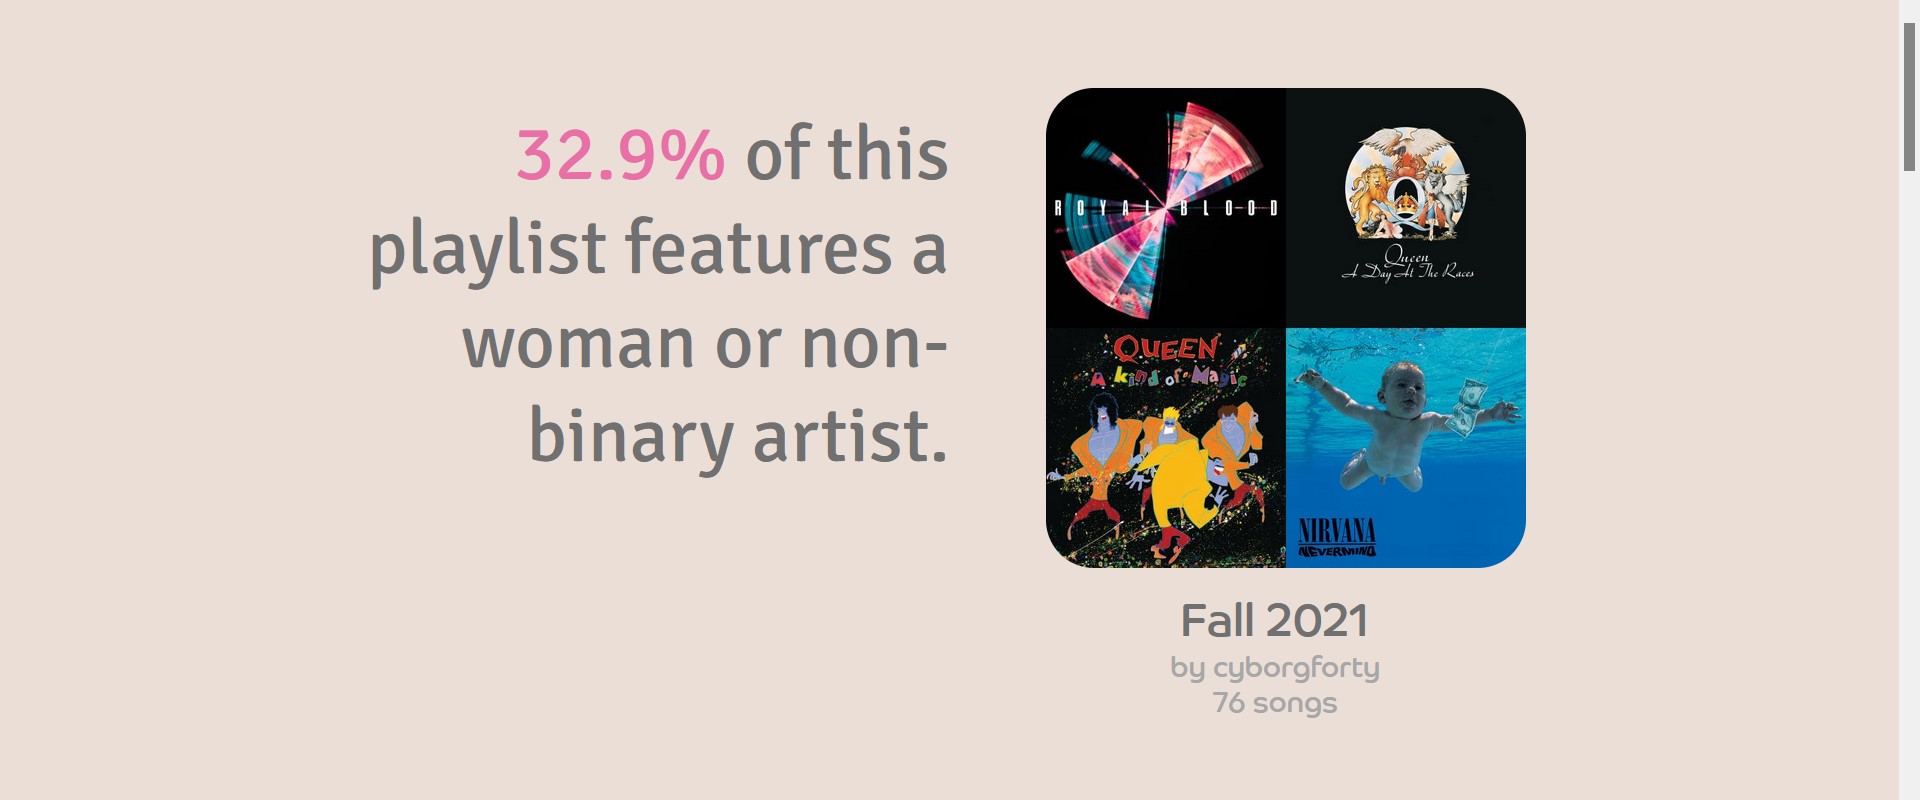 32.9% of this
playlist features a
woman or non-
binary artist.
ROYAL BLOOD
Queen
A Day At The Races
QUEEN
A kind of Magic
NIRVANA
NEVERMIND
Fall 2021
by cyborgforty
76 songs